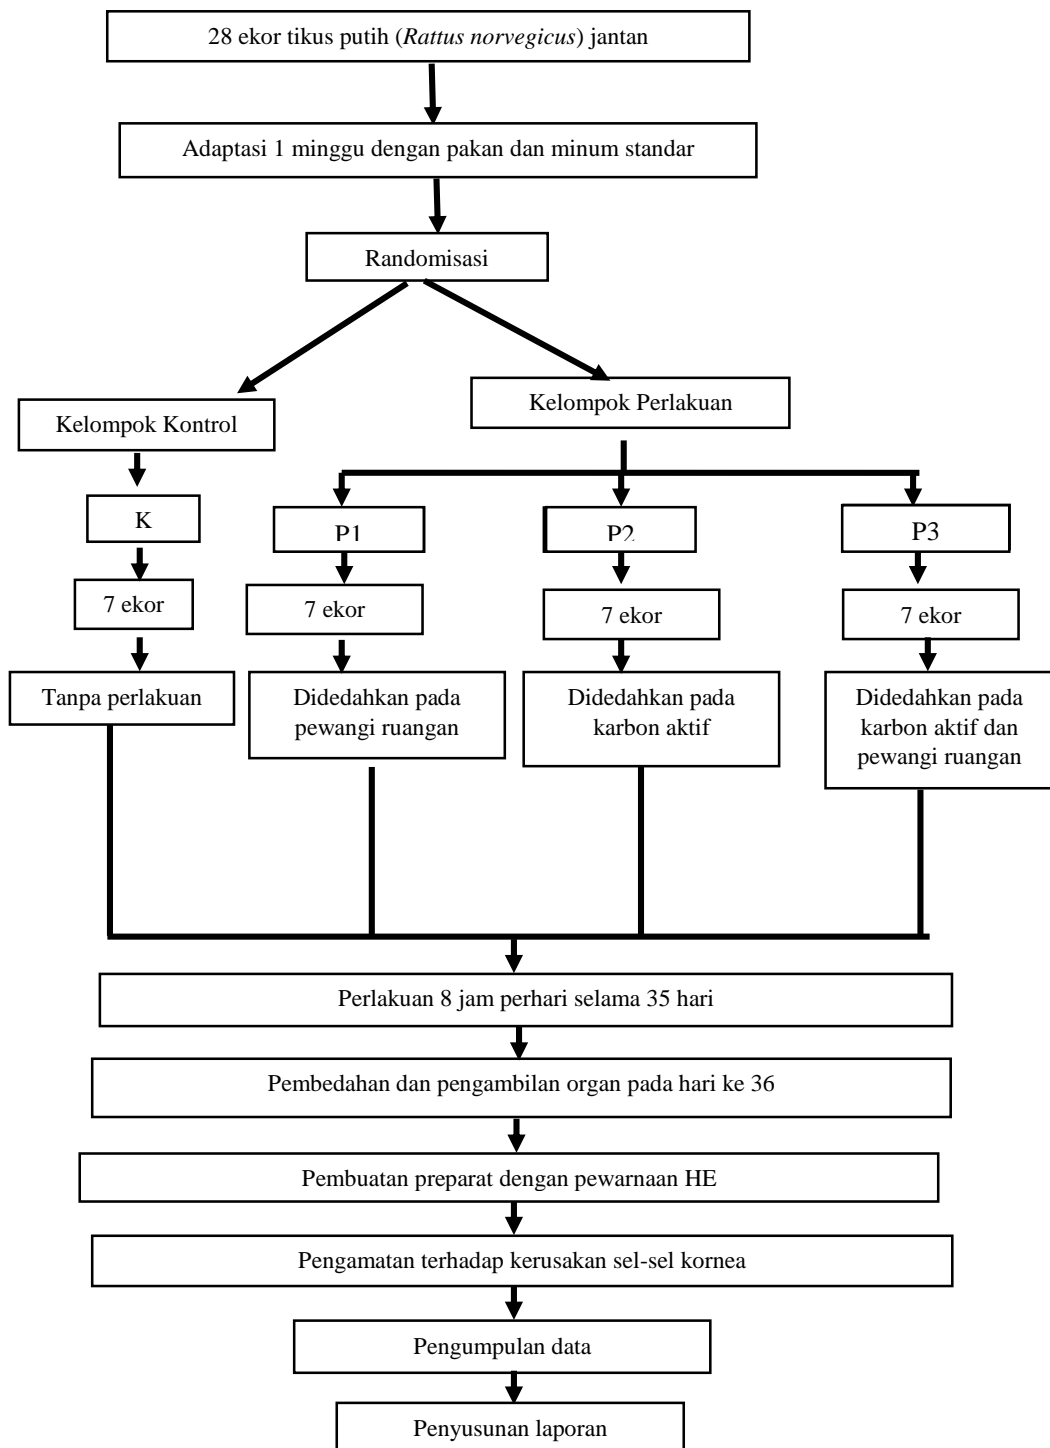 28 ekor tikus putih (Rattus norvegicus) jantan
Adaptasi 1 minggu dengan pakan dan minum standar
Randomisasi
Kelompok Kontrol
Kelompok Perlakuan
K
P1
P2
P3
7 ekor
7 ekor
7 ekor
7 ekor
Tanpa perlakuan
Didedahkan pada
pewangi ruangan
Didedahkan pada
karbon aktif
Didedahkan pada
karbon aktif dan
pewangi ruangan
Perlakuan 8 jam perhari selama 35 hari
Pembedahan dan pengambilan organ pada hari ke 36
Pembuatan preparat dengan pewarnaan HE
Pengamatan terhadap kerusakan sel-sel kornea
Pengumpulan data
Penyusunan laporan